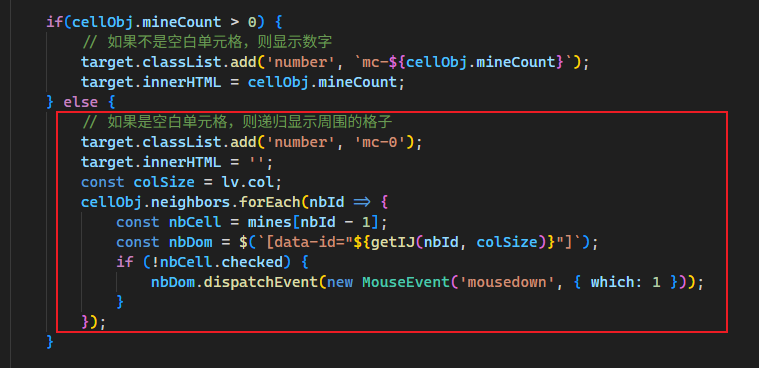 if(cellObj.mineCount > 0) {
// 如果不是空白单元格，则显示数字
target.classList.add('number', `mc-${cellObj.mineCount}`);
target.innerHTML = cellObj.mineCount;
} else {
// 如果是空白单元格，则递归显示周围的格子
target.classList.add('number', 'mc-0');
target.innerHTML = '';
const colSize = lv.col;
cellObj.neighbors.forEach(nbId => {
const nbCell = mines[nbId - 1];
const nbDom = $(`[data-id="${getIJ(nbId, colSize)}"]`);
if (!nbCell.checked) {
nbDom.dispatchEvent(new MouseEvent('mousedown', { which: 1 }));
}
});
}